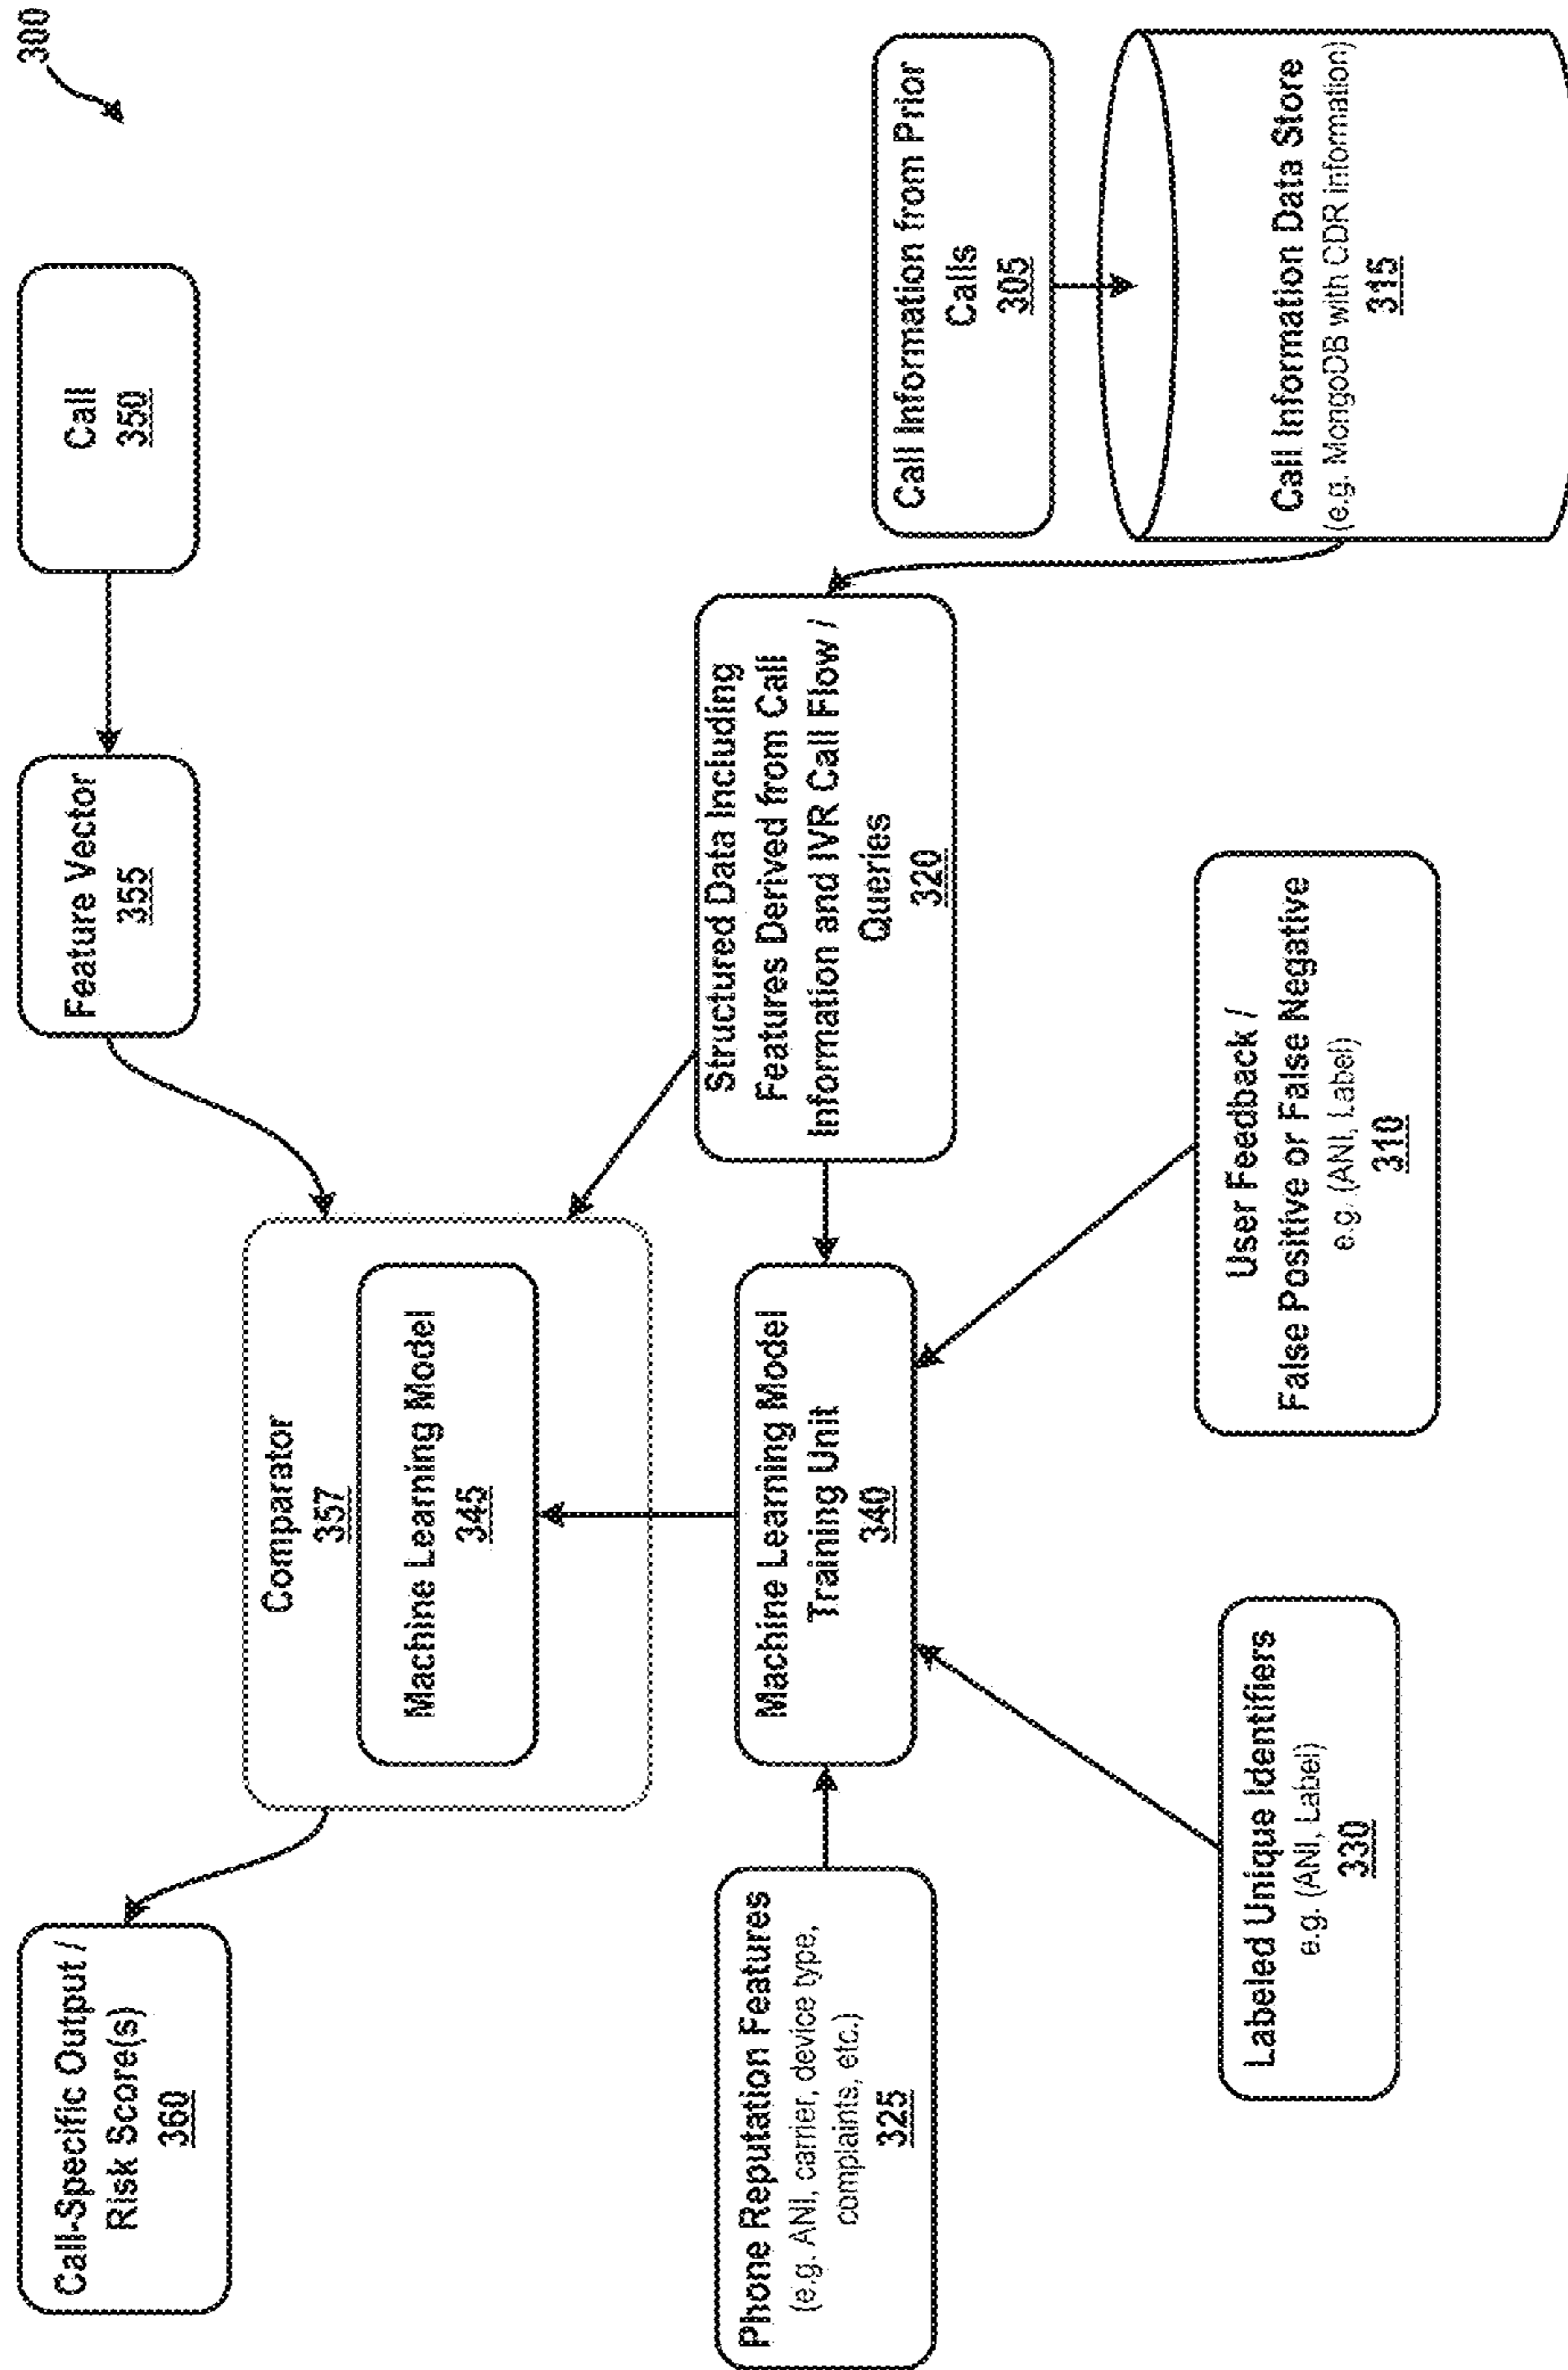 300
Call-Specific Output /
Risk Score(s)
360
Feature Vector
355
Call
350
Comparator
357
Machine Learning Model
345
Phone Reputation Features
(e.g. ANI, carrier, device type,
complaints, etc.)
325
Machine Learning Model
Training Unit
340
Structured Data Including
Features Derived from Call
Information and IVR Call Flow /
Queries
320
Call Information from Prior
Calls
305
Labeled Unique Identifiers
e.g. (ANI, Label)
330
User Feedback /
False Positive or False Negative
e.g. (ANI, Label)
310
Call Information Data Store
(e.g. MongoDB with CDR Information)
315